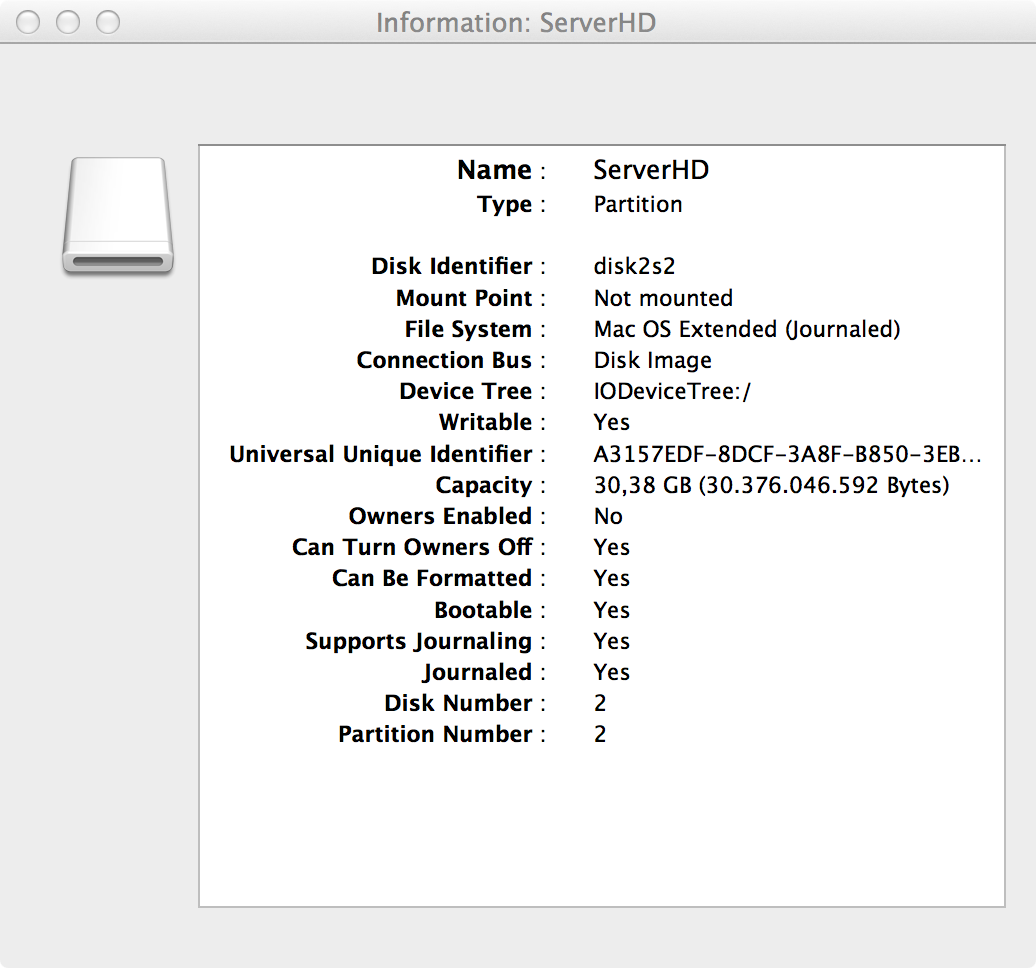 Information: ServerHD
Name : ServerHD
Type : Partition
Disk Identifier : disk2s2
Mount Point : Not mounted
File System : Mac OS Extended (Journaled)
Connection Bus : Disk Image
Device Tree : IODeviceTree:/
Writable : Yes
Universal Unique Identifier : A3157EDF-8DCF-3A8F-B850-3EB...
Capacity : 30,38 GB (30.376.046.592 Bytes)
Owners Enabled : No
Can Turn Owners Off : Yes
Can Be Formatted : Yes
Bootable : Yes
Supports Journaling : Yes
Journaled : Yes
Disk Number : 2
Partition Number : 2